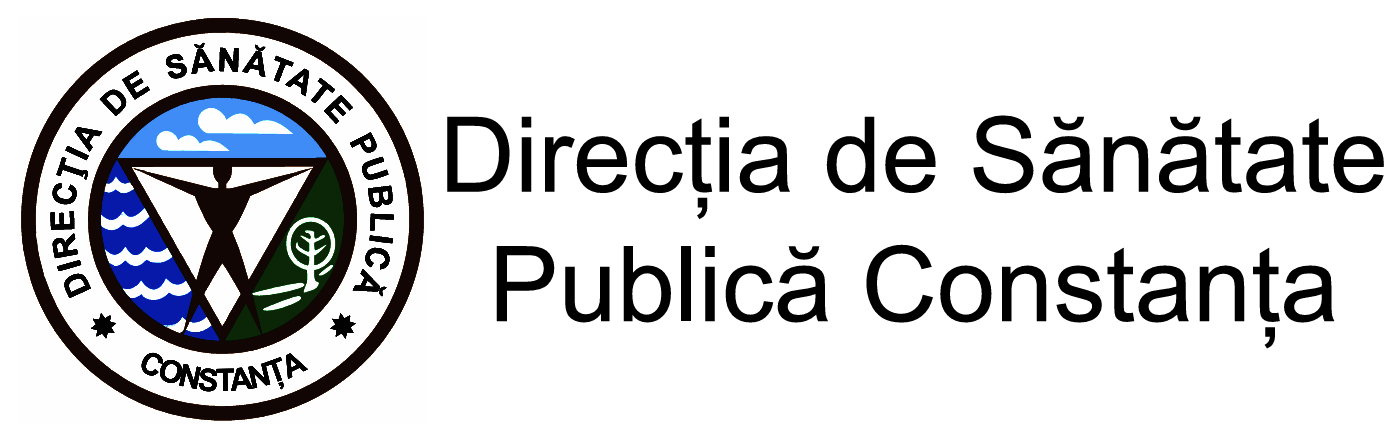 DIRECȚIA DE SĂNĂTATE PUBLICĂ
CONSTANȚA
Direcția de Sănătate
Publică Constanța